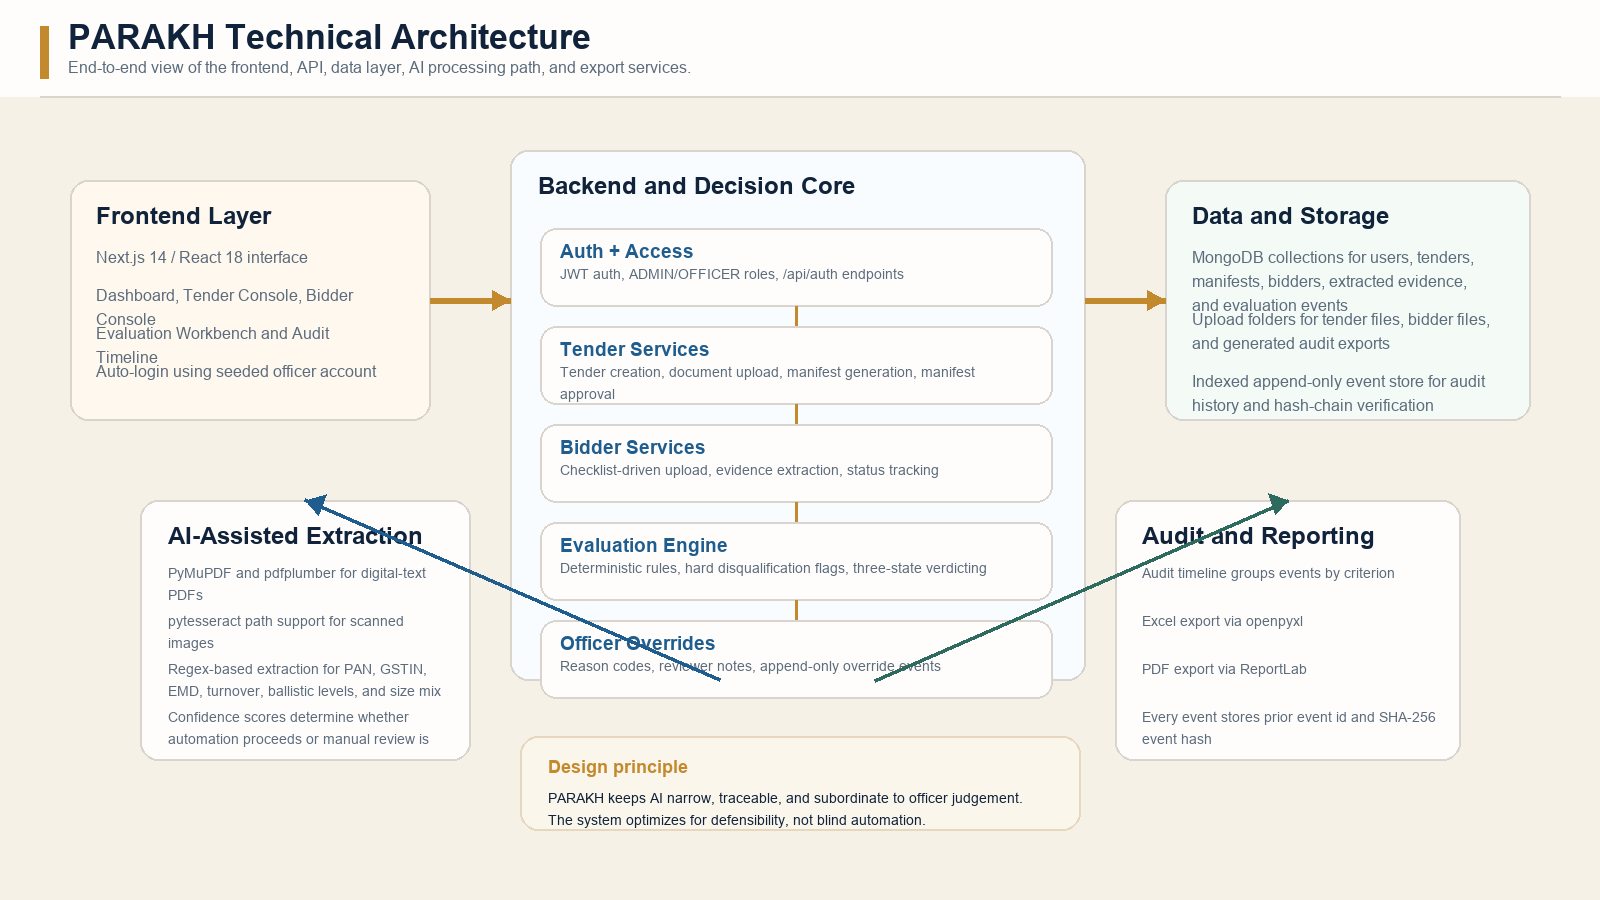 PARAKH Technical Architecture
End-to-end view of the frontend, API, data layer, AI processing path, and export services.
Frontend Layer
Next.js 14 / React 18 interface
Dashboard, Tender Console, Bidder
Console
Evaluation Workbench and Audit
Timeline
Auto-login using seeded officer account
Backend and Decision Core
Auth + Access
JWT auth, ADMIN/OFFICER roles, /api/auth endpoints
Tender Services
Tender creation, document upload, manifest generation, manifest
approval
Bidder Services
Checklist-driven upload, evidence extraction, status tracking
Evaluation Engine
Deterministic rules, hard disqualification flags, three-state verdicting
Officer Overrides
Reason codes, reviewer notes, append-only override events
Data and Storage
MongoDB collections for users, tenders,
manifests, bidders, extracted evidence,
and evaluation events
Upload folders for tender files, bidder files,
and generated audit exports
Indexed append-only event store for audit
history and hash-chain verification
AI-Assisted Extraction
PyMuPDF and pdfplumber for digital-text
PDFs
pytesseract path support for scanned
images
Regex-based extraction for PAN, GSTIN,
EMD, turnover, ballistic levels, and size mix
Confidence scores determine whether
automation proceeds or manual review is
Audit and Reporting
Audit timeline groups events by criterion
Excel export via openpyxl
PDF export via ReportLab
Every event stores prior event id and SHA-256
event hash
Design principle
PARAKH keeps AI narrow, traceable, and subordinate to officer judgement.
The system optimizes for defensibility, not blind automation.